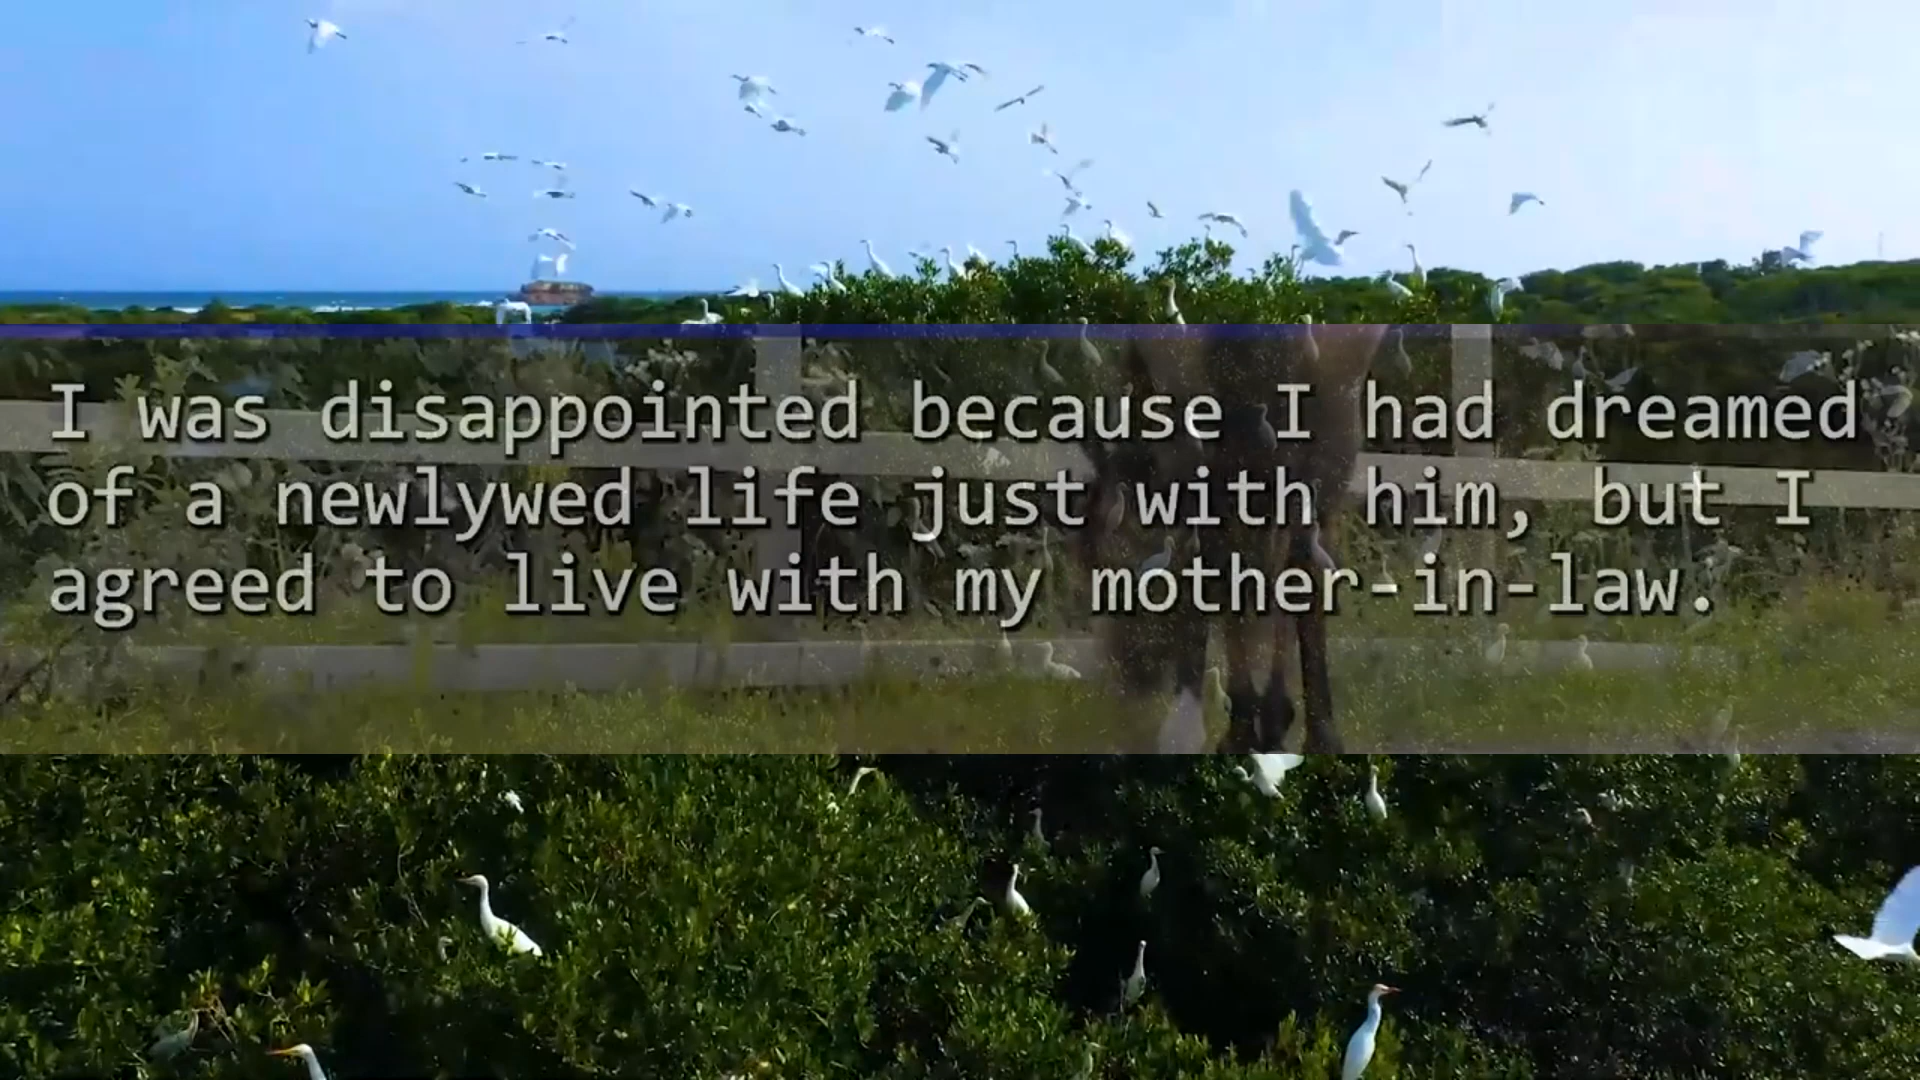 I was disappointed because I had dreamed
of a newlywed life just with him, but I
agreed to live with my mother-in-law.